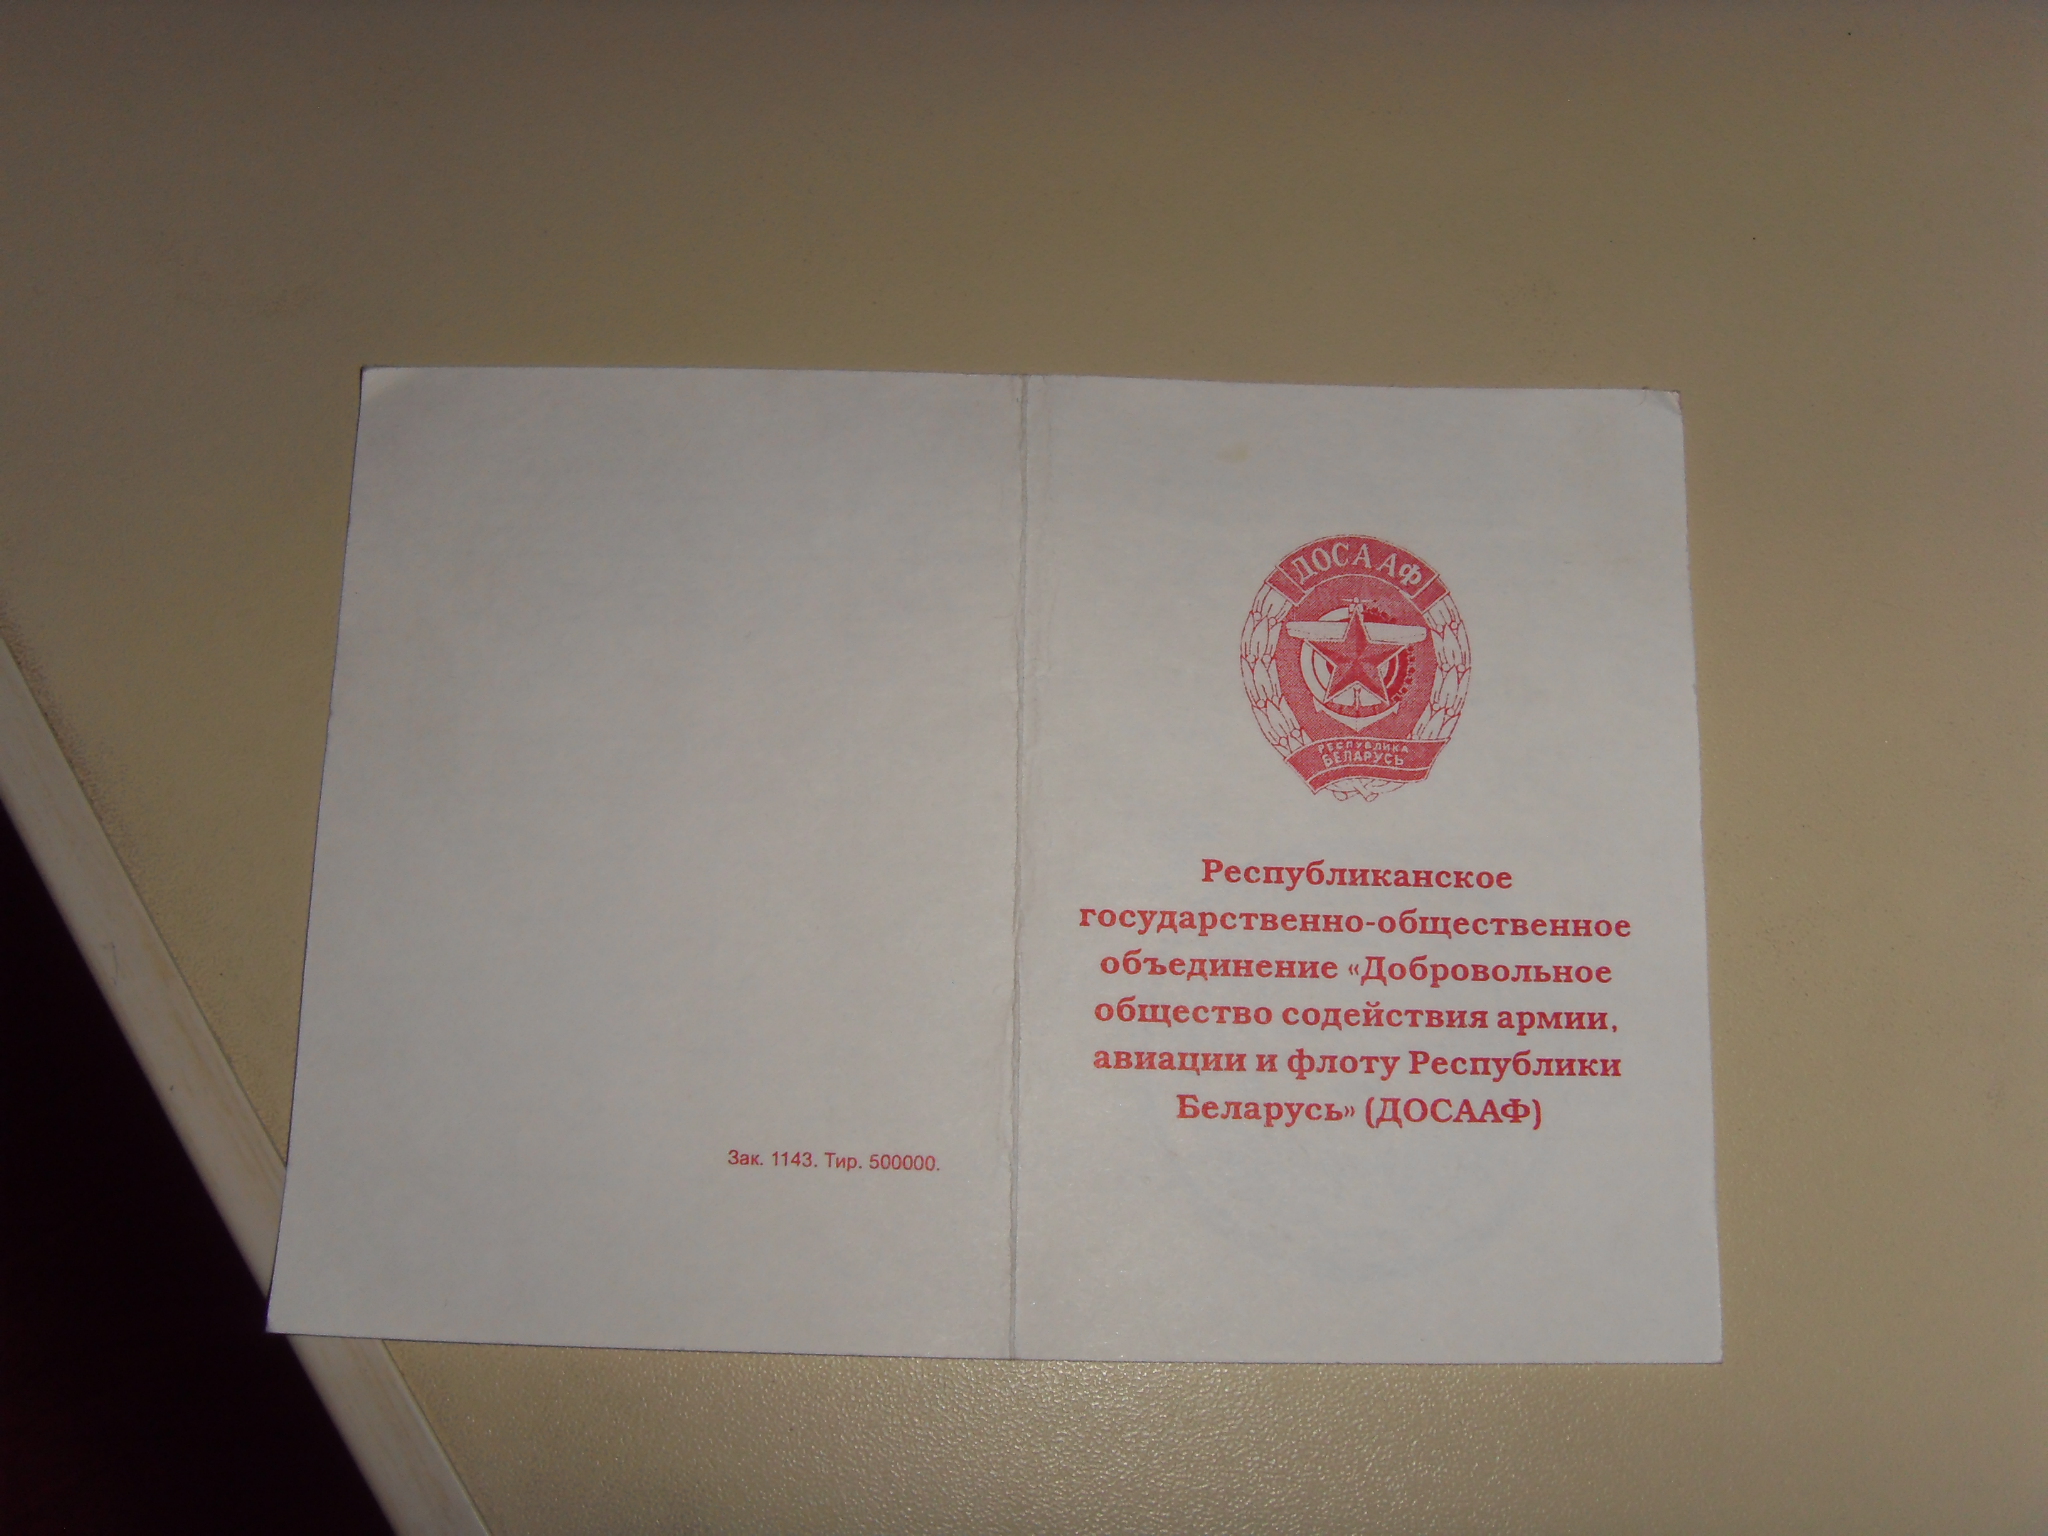 ДОСААФ
РЕСПУБЛИКА
БЕЛАРУСЬ
Республиканское
государственно-общественное
объединение «Добровольное
общество содействия армии,
авиации и флоту Республики
Беларусь» (ДОСААФ)
Зак. 1143. Тир. 500000.